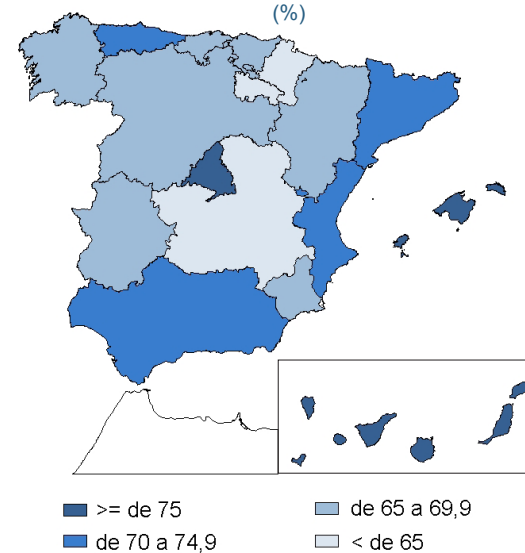 (%)
>= de 75
de 65 a 69,9
de 70 a 74,9
< de 65